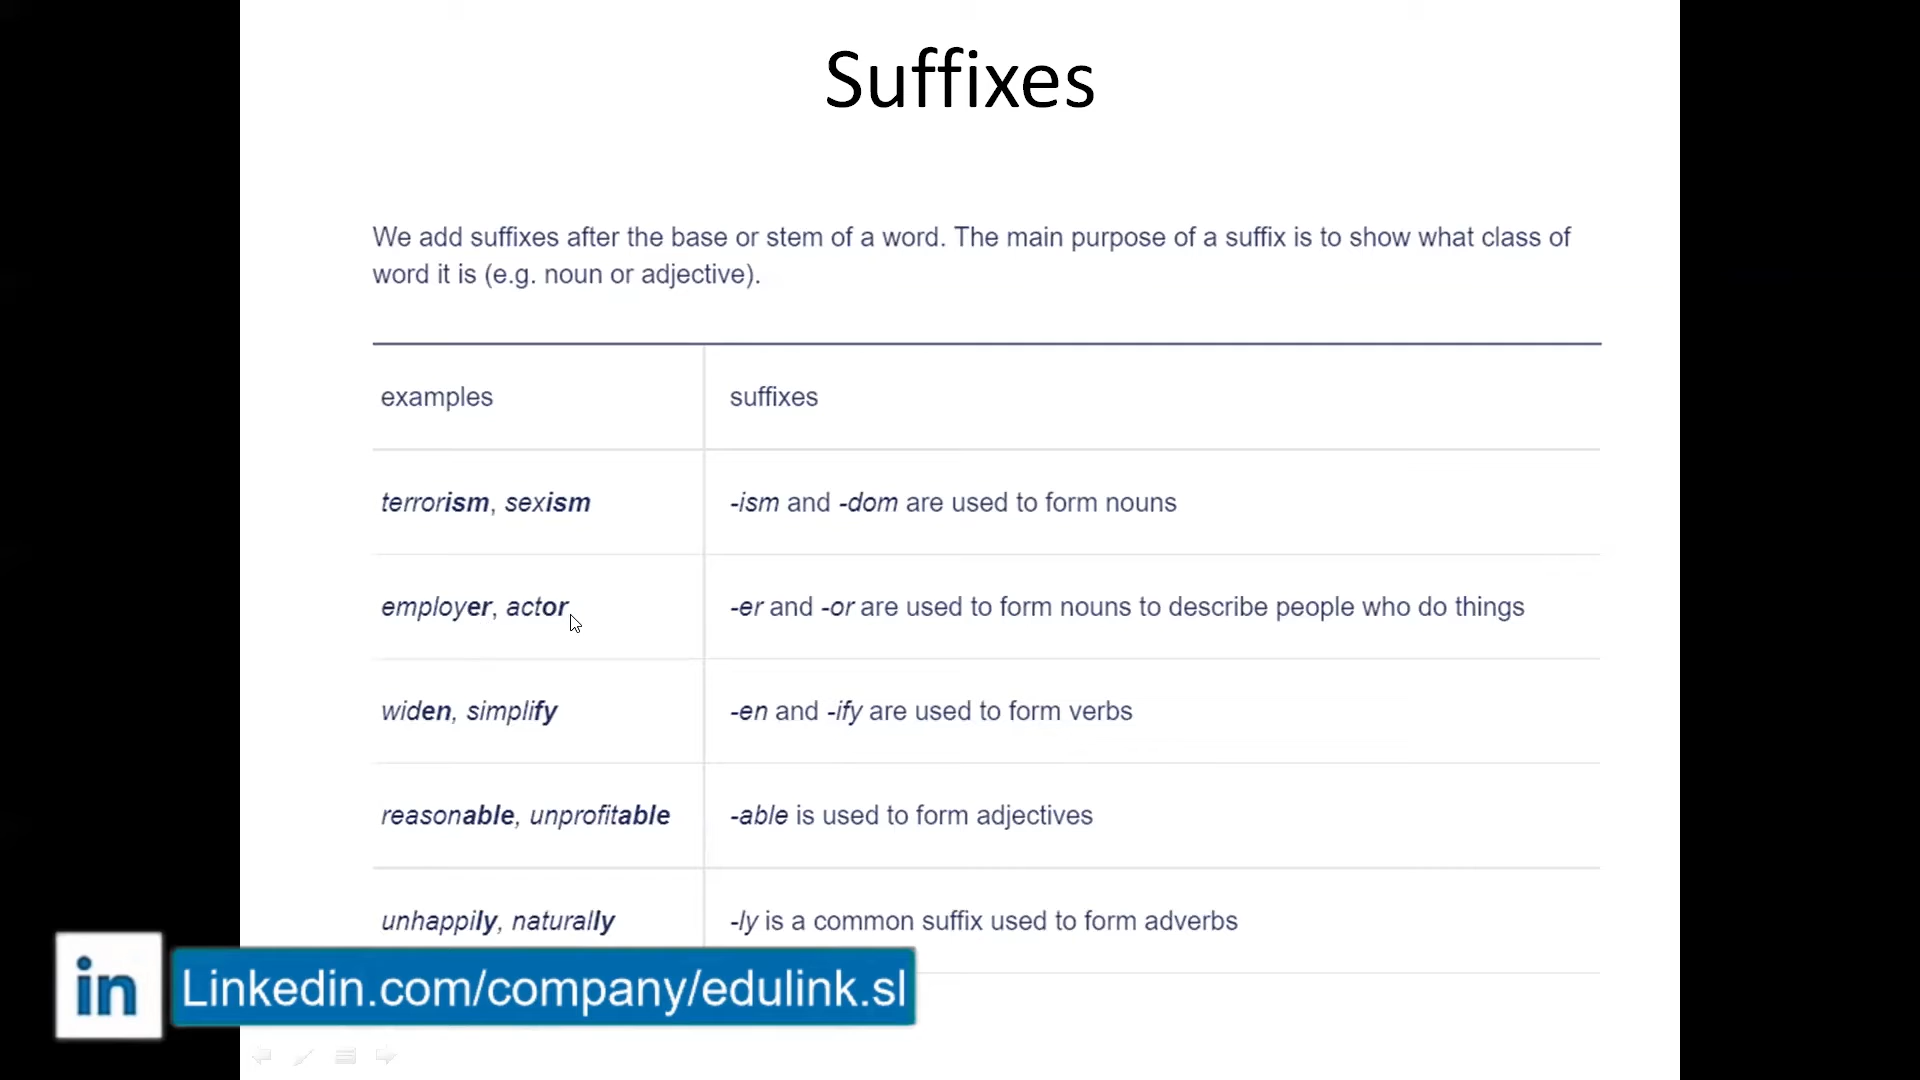 Suffixes
We add suffixes after the base or stem of a word. The main purpose of a suffix is to show what class of
word it is (e.g. noun or adjective).
examples suffixes
terrorism, sexism -ism and -dom are used to form nouns
employer, actor -er and -or are used to form nouns to describe people who do things
widen, simplify -en and -ify are used to form verbs
reasonable, unprofitable -able is used to form adjectives
unhappily, naturally -ly is a common suffix used to form adverbs
in Linkedin.com/company/edulink.sl